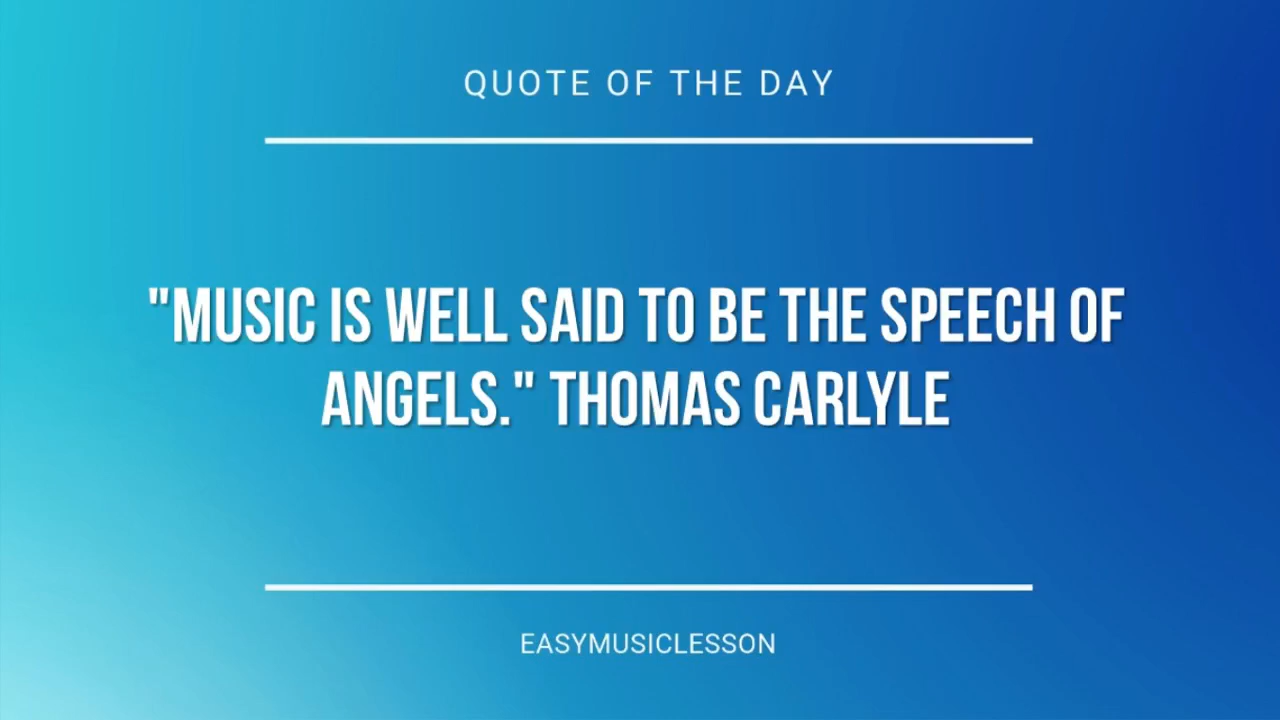 QUOTE OF THE DAY
"MUSIC IS WELL SAID TO BE THE SPEECH OF
ANGELS." THOMAS CARLYLE
EASYMUSICLESSON